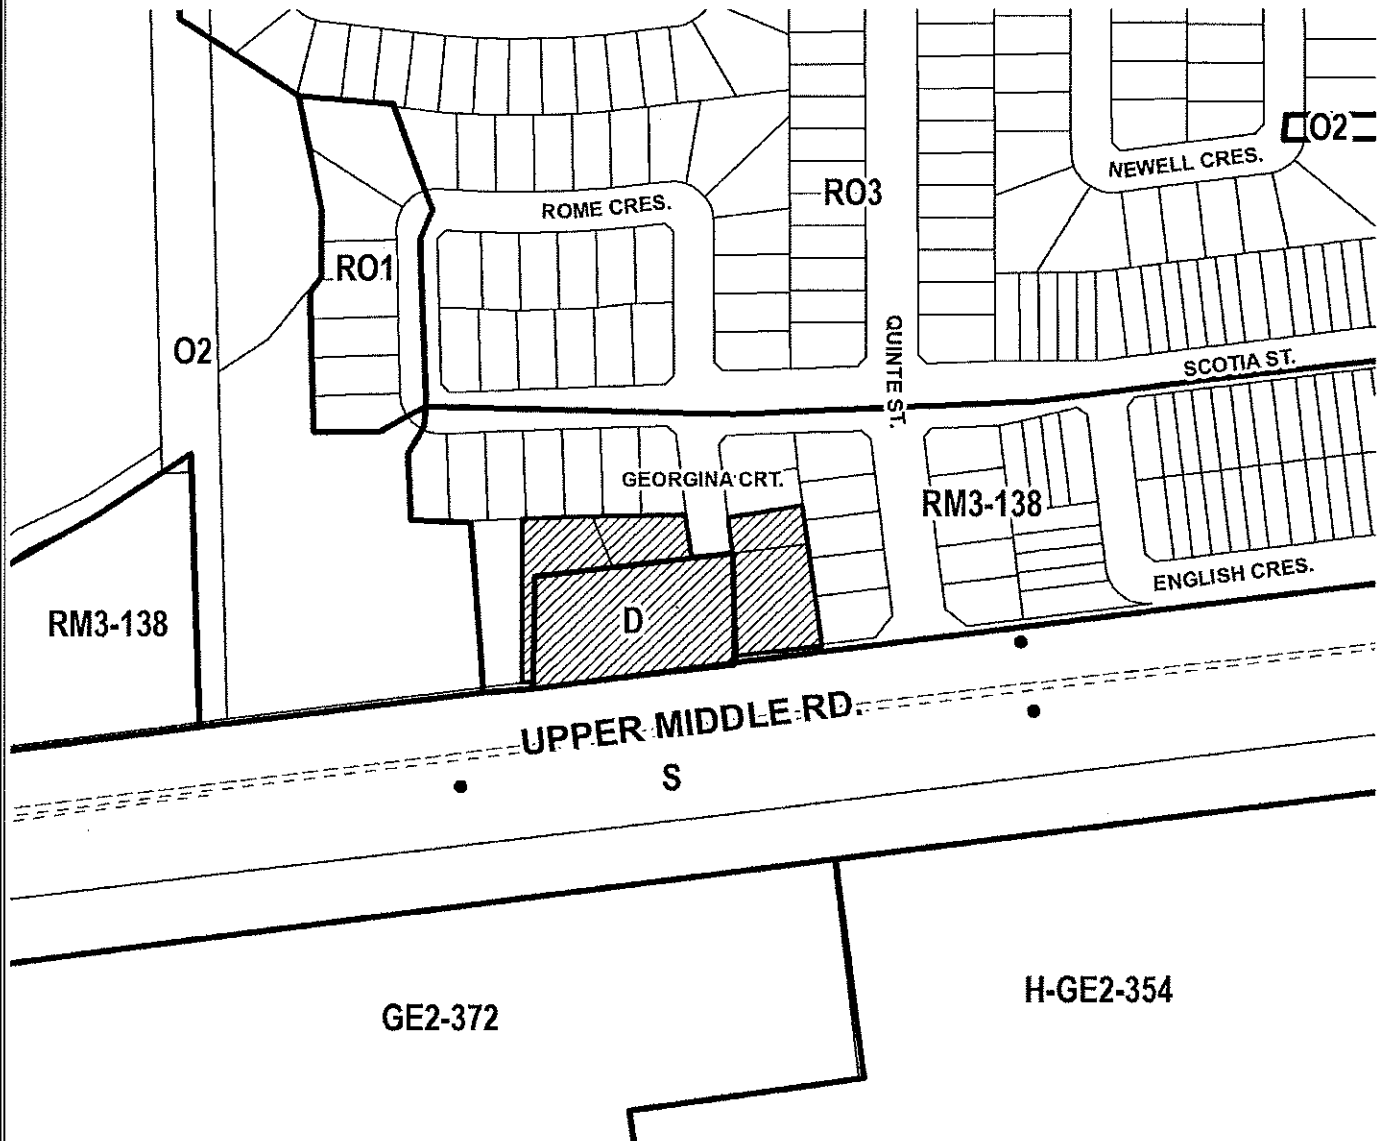 O2
NEWELL CRES.
RO3
ROME CRES.
RO1
QUINTE ST.
O2
SCOTIA ST.
GEORGINA CRT.
RM3-138
ENGLISH CRES.
RM3-138
D
UPPER MIDDLE RD.
S
H-GE2-354
GE2-372